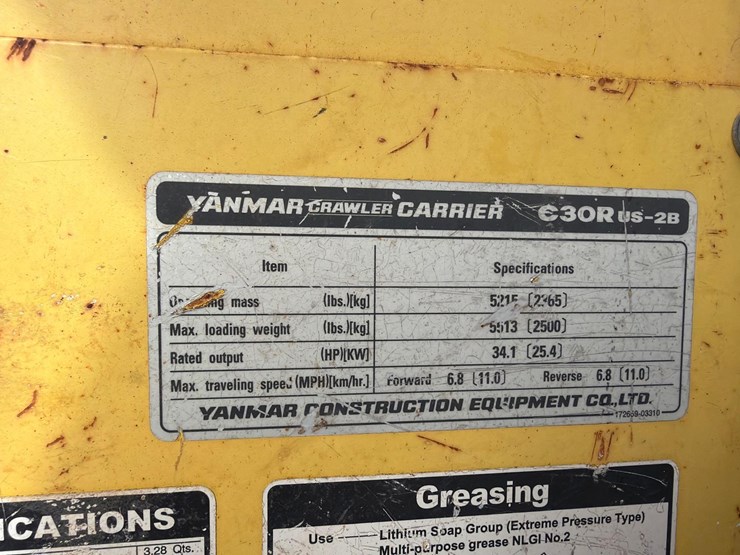 YANMAR CRAWLER CARRIER C30R US-2B
Item Specifications
mass (lbs.)[kg]
Max. loading weight (lbs.)[kg] 5513 [2500]
Rated output (HP)[KW] 34.1 [25.4]
Max. traveling speed (MPH)[km/hr.] Forward 6.8 [11.0] Reverse 6.8 [11.0]
YANMAR CONSTRUCTION EQUIPMENT CO.,LTD.
172659-03310
ICATIONS
3.28 Qts.
Greasing
Use Lithium Soap Group (Extreme Pressure Type)
Multi-purpose grease NLGI No.2